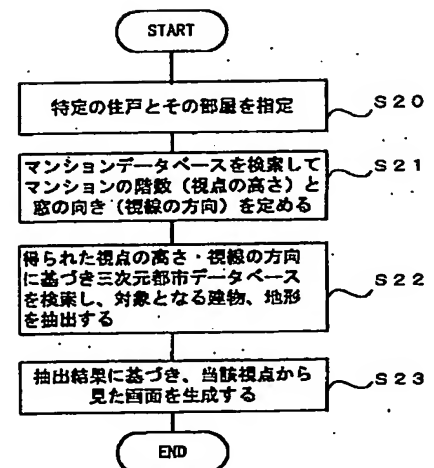 START
特定の住戸とその部屋を指定
S20
マンションデータベースを検索して
マンションの階数（視点の高さ）と
窓の向き（視線の方向）を定める
S21
得られた視点の高さ・視線の方向
に基づき三次元都市データベース
を検索し、対象となる建物、地形
を抽出する
S22
抽出結果に基づき、当該視点から
見た画面を生成する
S23
END